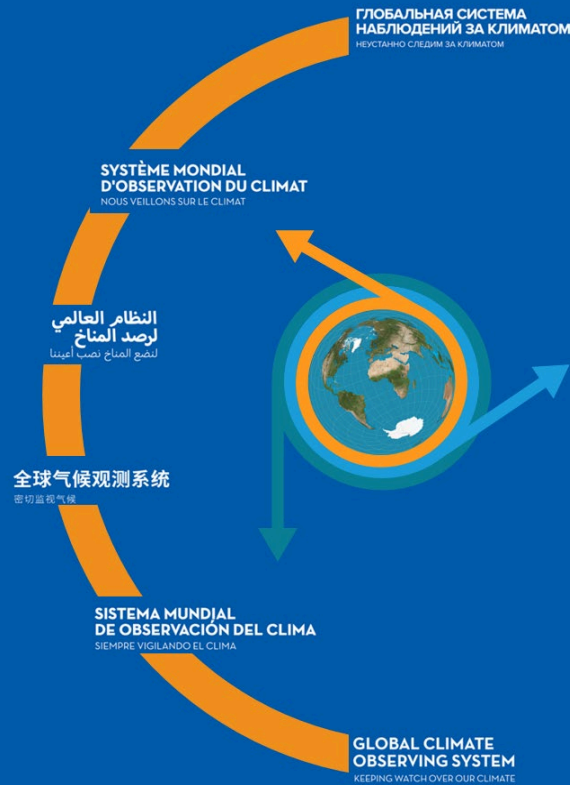 ГЛОБАЛЬНАЯ СИСТЕМА
НАБЛЮДЕНИЙ ЗА КЛИМАТОМ
НЕУСТАННО СЛЕДИМ ЗА КЛИМАТОМ
SYSTÈME MONDIAL
D'OBSERVATION DU CLIMAT
NOUS VEILLONS SUR LE CLIMAT
النظام العالمي
لرصد المناخ
لنضع المناخ نصب أعيننا
全球气候观测系统
密切监视气候
SISTEMA MUNDIAL
DE OBSERVACIÓN DEL CLIMA
SIEMPRE VIGILANDO EL CLIMA
GLOBAL CLIMATE
OBSERVING SYSTEM
KEEPING WATCH OVER OUR CLIMATE